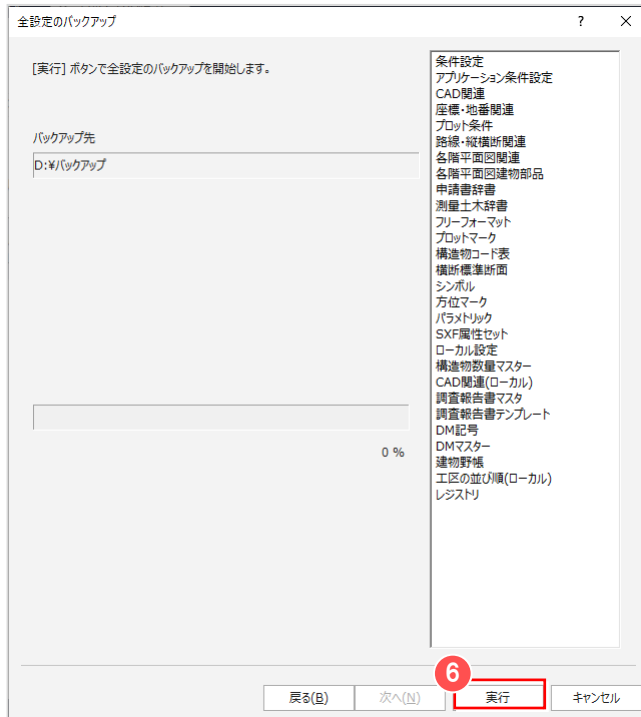 全設定のバックアップ
? ×
[実行] ボタンで全設定のバックアップを開始します。
バックアップ先
D:¥バックアップ
0 %
条件設定
アプリケーション条件設定
CAD関連
座標・地番関連
プロット条件
路線・縦横断関連
各階平面図関連
各階平面図建物部品
申請書辞書
測量土木辞書
フリーフォーマット
プロットマーク
構造物コード表
横断標準断面
シンボル
方位マーク
パラメトリック
SXF属性セット
ローカル設定
構造物数量マスター
CAD関連(ローカル)
調査報告書マスタ
調査報告書テンプレート
DM記号
DMマスター
建物野帳
工区の並び順(ローカル)
レジストリ
6
戻る(B) 次へ(N) 実行 キャンセル